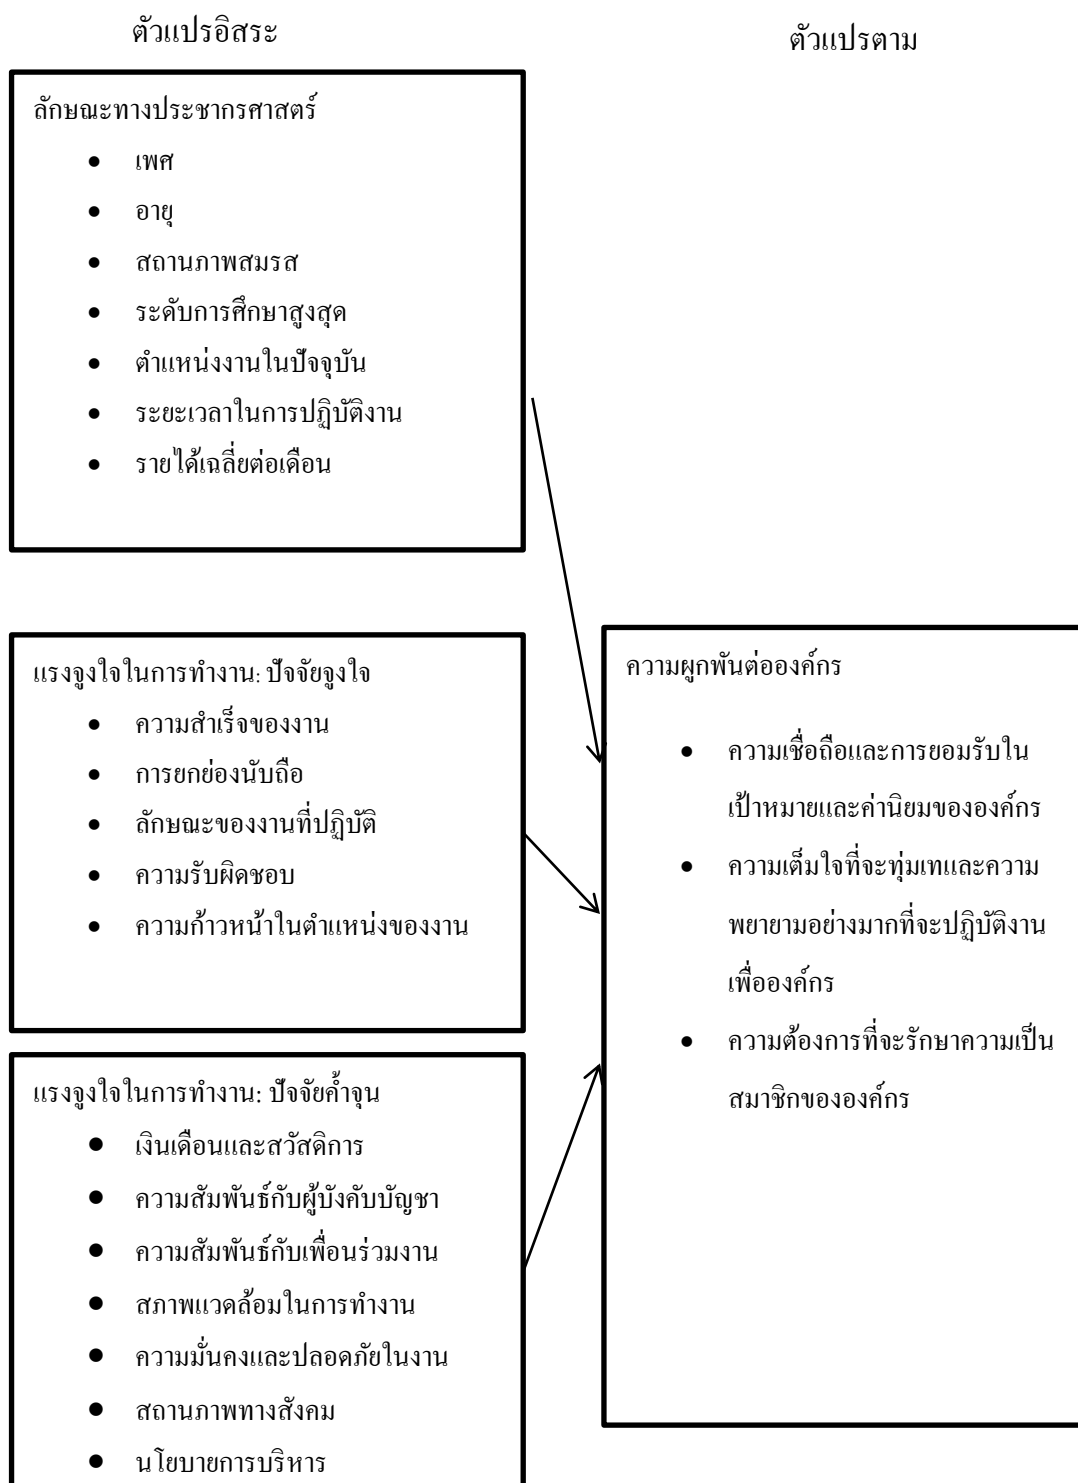 ตัวแปรอิสระ
ตัวแปรตาม
ลักษณะทางประชากรศาสตร์
• เพศ
• อายุ
• สถานภาพสมรส
• ระดับการศึกษาสูงสุด
• ตำแหน่งงานในปัจจุบัน
• ระยะเวลาในการปฏิบัติงาน
• รายได้เฉลี่ยต่อเดือน
แรงจูงใจในการทำงาน: ปัจจัยจูงใจ
• ความสำเร็จของงาน
• การยกย่องนับถือ
• ลักษณะของงานที่ปฏิบัติ
• ความรับผิดชอบ
• ความก้าวหน้าในตำแหน่งของงาน
แรงจูงใจในการทำงาน: ปัจจัยค้ำจุน
• เงินเดือนและสวัสดิการ
• ความสัมพันธ์กับผู้บังคับบัญชา
• ความสัมพันธ์กับเพื่อนร่วมงาน
• สภาพแวดล้อมในการทำงาน
• ความมั่นคงและปลอดภัยในงาน
• สถานภาพทางสังคม
• นโยบายการบริหาร
ความผูกพันต่อองค์กร
• ความเชื่อถือและการยอมรับใน
เป้าหมายและค่านิยมขององค์กร
• ความเต็มใจที่จะทุ่มเทและความ
พยายามอย่างมากที่จะปฏิบัติงาน
เพื่อองค์กร
• ความต้องการที่จะรักษาความเป็น
สมาชิกขององค์กร